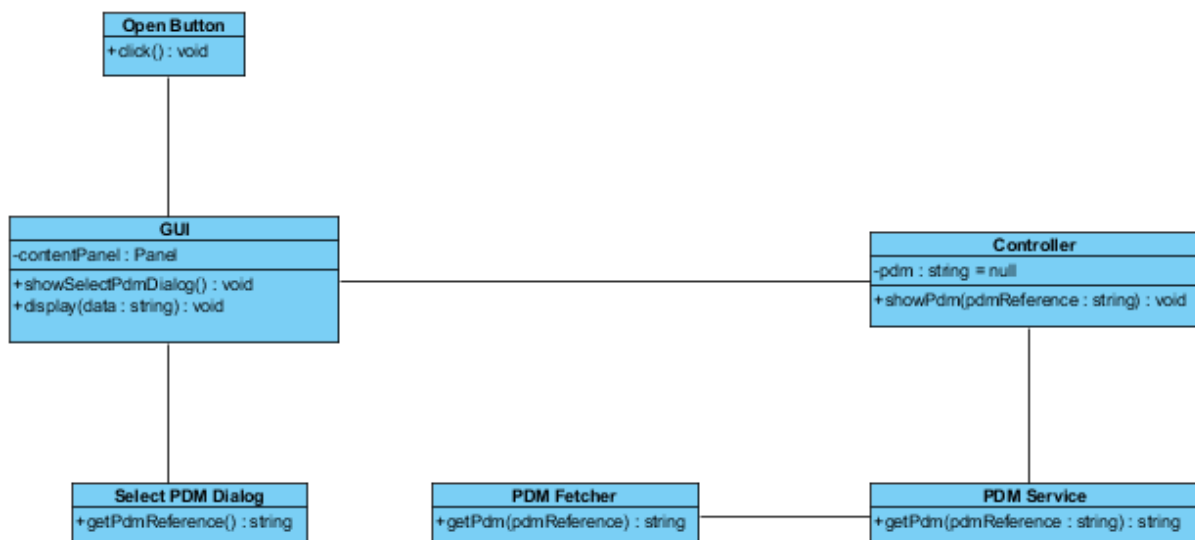 Open Button
+click() : void
GUI
-contentPanel : Panel
+showSelectPdmDialog() : void
+display(data : string) : void
Controller
-pdm : string = null
+showPdm(pdmReference : string) : void
Select PDM Dialog
+getPdmReference() : string
PDM Fetcher
+getPdm(pdmReference) : string
PDM Service
+getPdm(pdmReference : string) : string